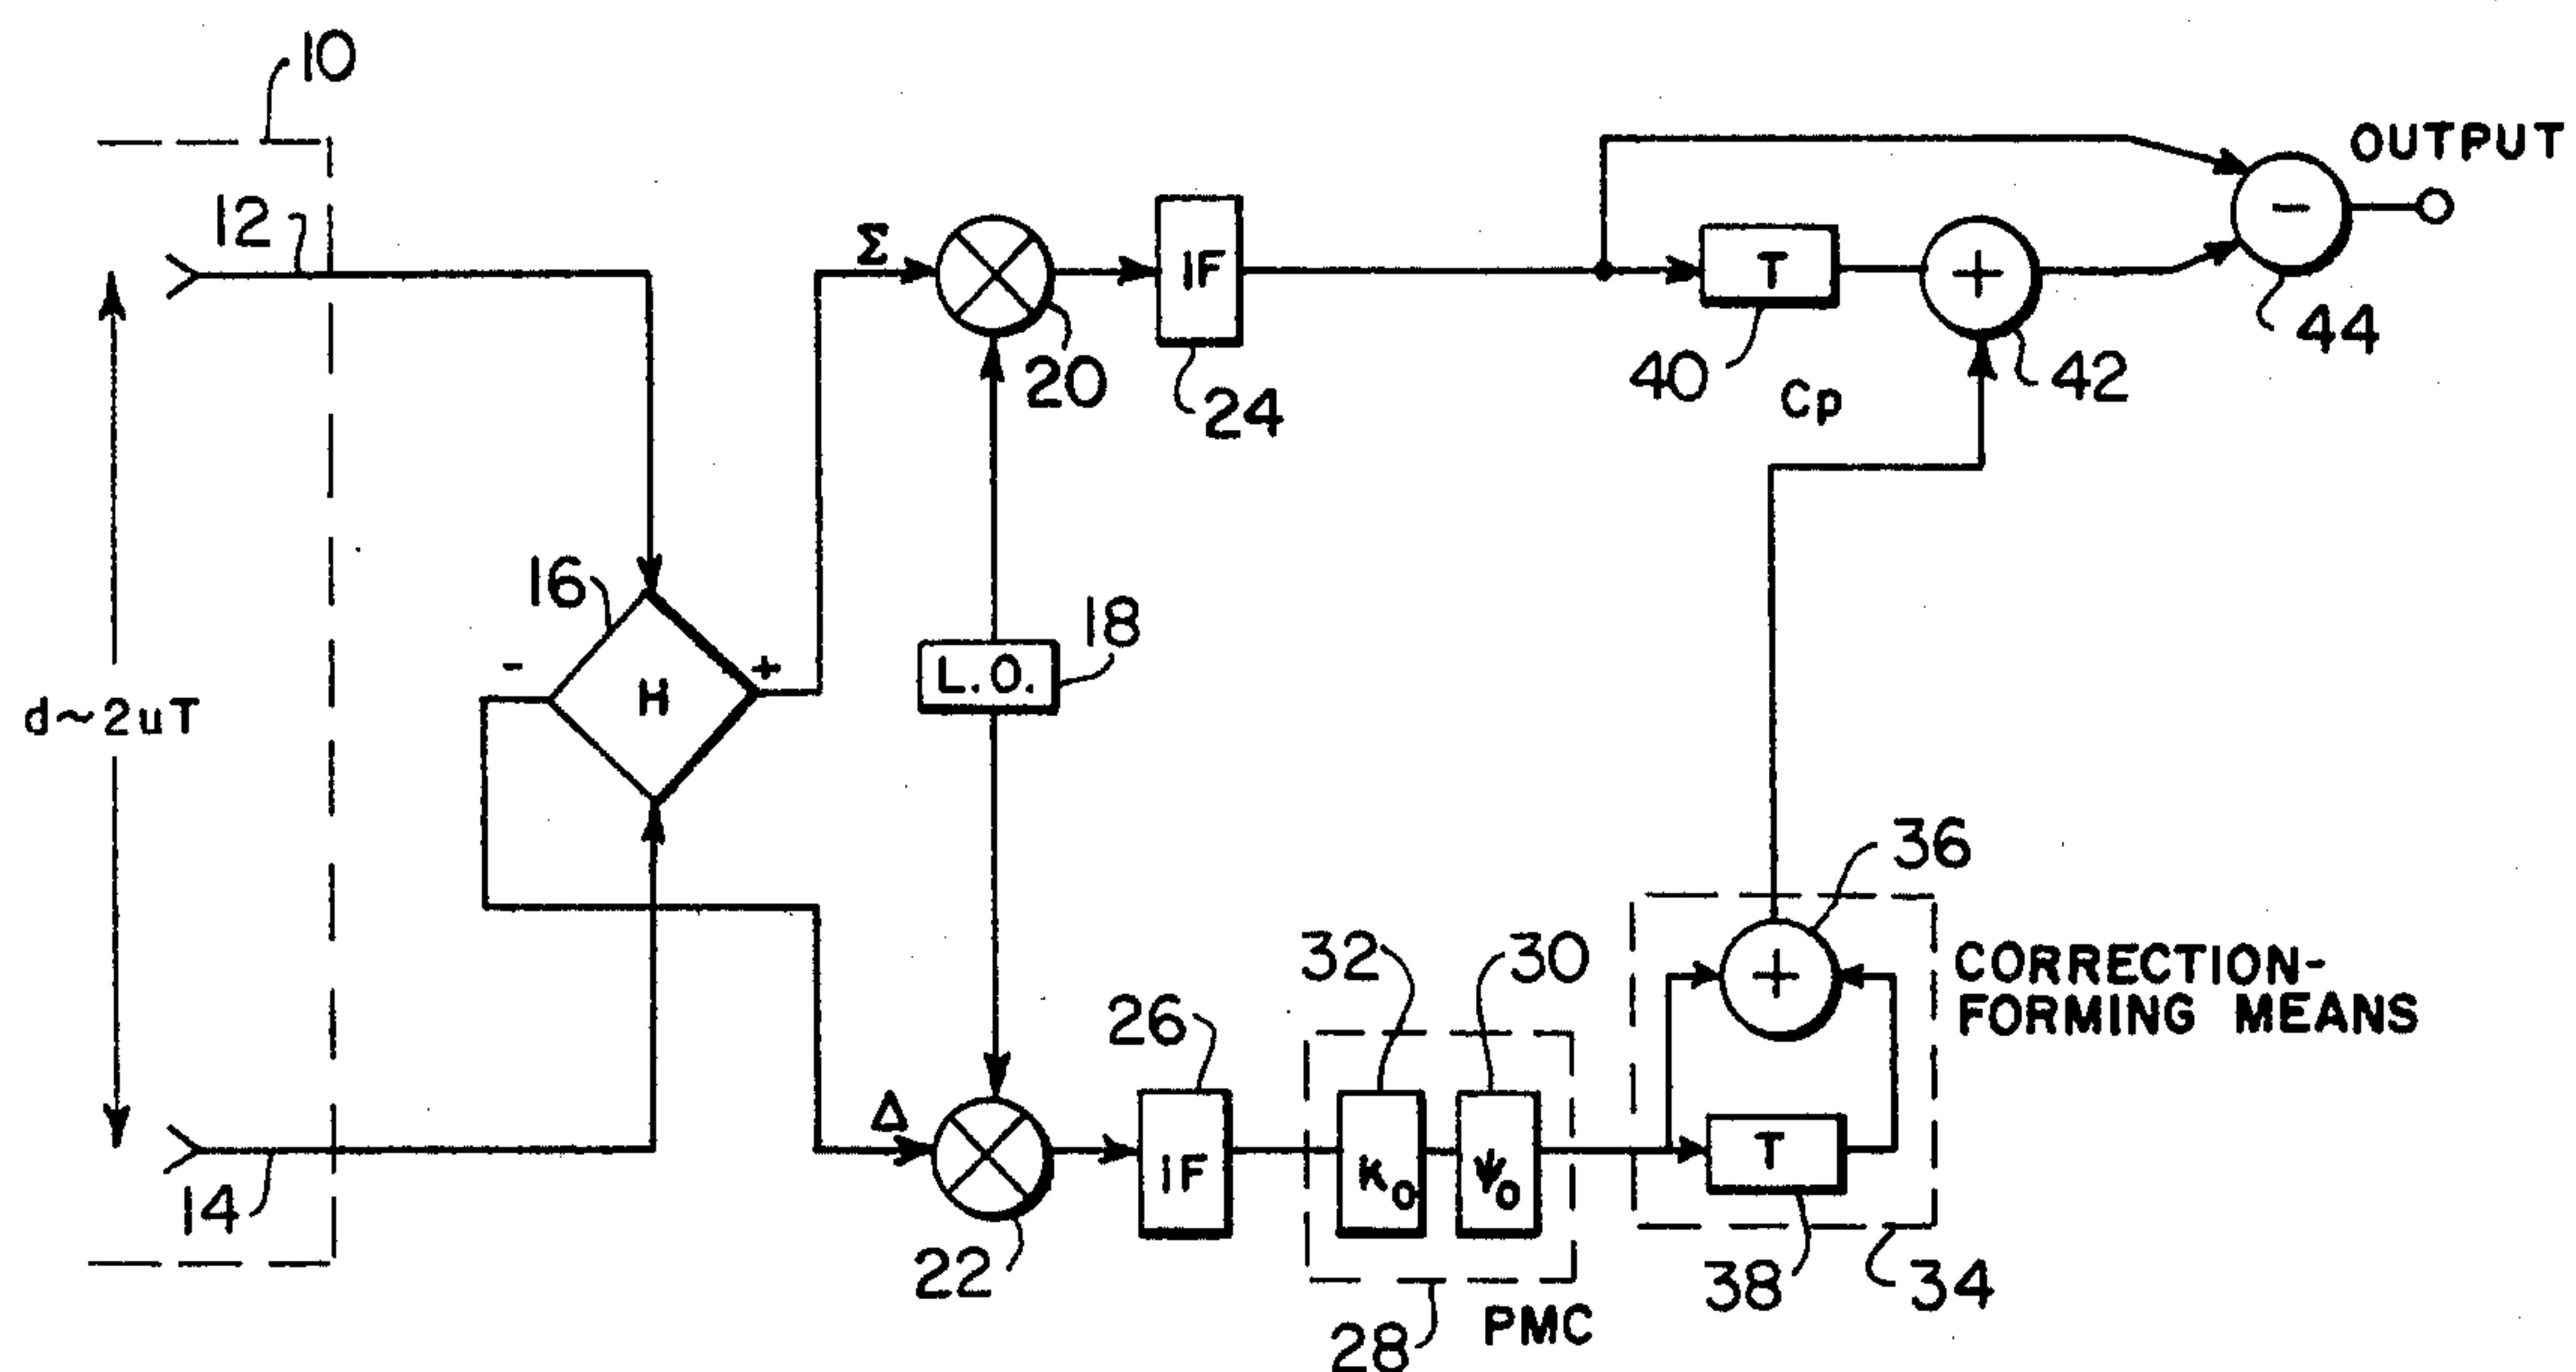 10
OUTPUT
12
Σ
IF
T
+
-
20
24
40
42
44
Cp
16
-
+
H
18
L.O.
d~2uT
36
CORRECTION-
FORMING MEANS
+
32
30
26
Δ
IF
K₀
ψ₀
T
14
22
38
34
28
PMC